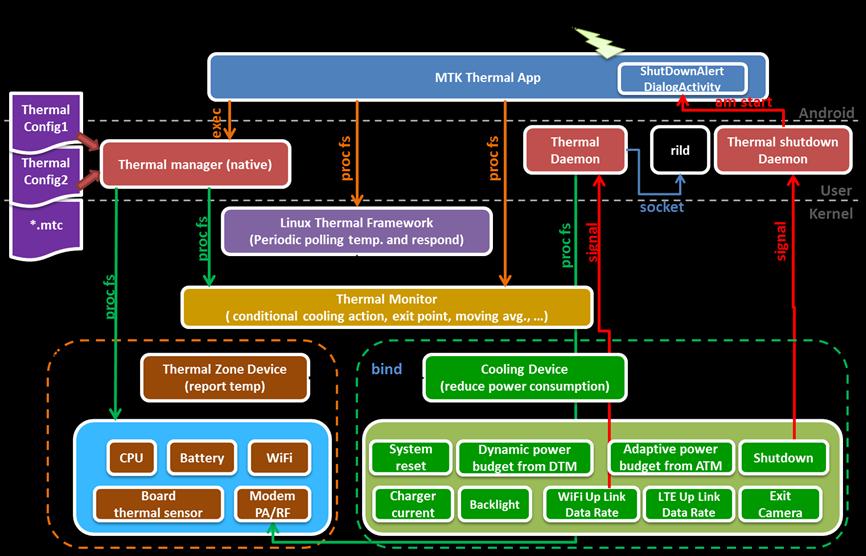 MTK Thermal App
ShutDownAlert
DialogActivity
am start
Android
Thermal
Config1
exec
Thermal
Config2
Thermal manager (native)
proc fs
proc fs
Thermal
Daemon
rild
Thermal shutdown
Daemon
socket
User
Kernel
*.mtc
Linux Thermal Framework
(Periodic polling temp. and respond)
proc fs
proc fs
proc fs
signal
signal
Thermal Monitor
( conditional cooling action, exit point, moving avg., ...)
Thermal Zone Device
(report temp)
bind
Cooling Device
(reduce power consumption)
CPU
Battery
WiFi
Board
thermal sensor
Modem
PA/RF
System
reset
Dynamic power
budget from DTM
Adaptive power
budget from ATM
Shutdown
Charger
current
Backlight
WiFi Up Link
Data Rate
LTE Up Link
Data Rate
Exit
Camera